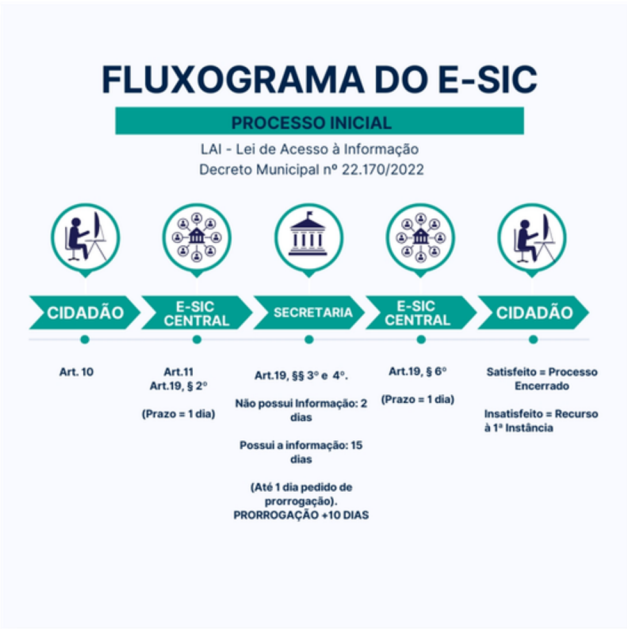 FLUXOGRAMA DO E-SIC
PROCESSO INICIAL
LAI - Lei de Acesso à Informação
Decreto Municipal nº 22.170/2022
CIDADÃO
E-SIC
CENTRAL
SECRETARIA
E-SIC
CENTRAL
CIDADÃO
Art. 10
Art.11
Art.19, § 2º
(Prazo = 1 dia)
Art.19, §§ 3º e 4º.
Não possui Informação: 2
dias
Possui a informação: 15
dias
(Até 1 dia pedido de
prorrogação).
PRORROGAÇÃO +10 DIAS
Art.19, § 6º
(Prazo = 1 dia)
Satisfeito = Processo
Encerrado
Insatisfeito = Recurso
à 1ª Instância